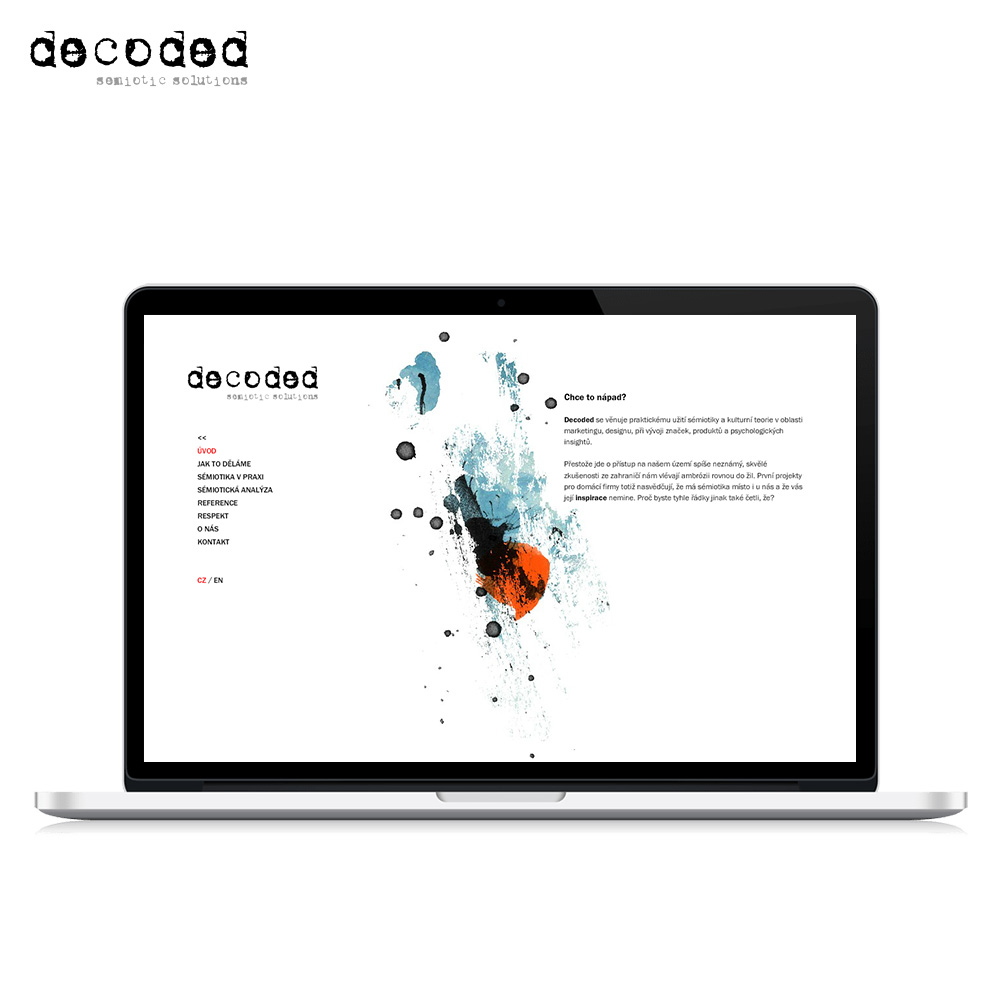 decoded
semiotic solutions
decoded
semiotic solutions
<<
ÚVOD
JAK TO DĚLÁME
SÉMIOTIKA V PRAXI
SÉMIOTICKÁ ANALÝZA
REFERENCE
RESPEKT
O NÁS
KONTAKT
CZ / EN
Chce to nápad?
Decoded se věnuje praktickému užití sémiotiky a kulturní teorie v oblasti
marketingu, designu, při vývoji značek, produktů a psychologických
insightů.
Přestože jde o přístup na našem území spíše neznámý, skvělé
zkušenosti ze zahraničí nám vlévají ambrózii rovnou do žil. První projekty
pro domácí firmy totiž nasvědčují, že má sémiotika místo i u nás a že vás
její inspirace nemine. Proč byste tyhle řádky jinak také četli, že?